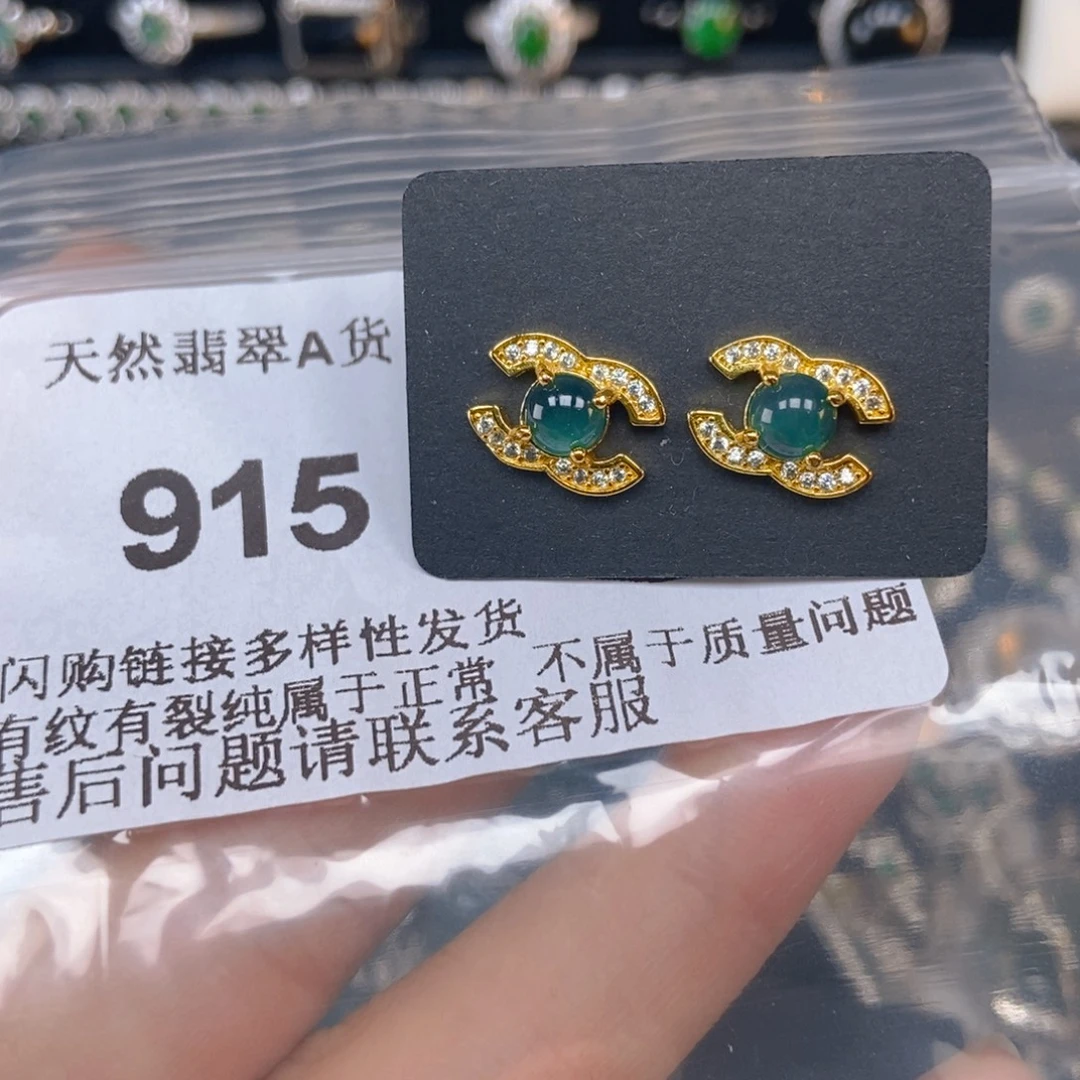 天然翡翠A货
915
闪购链接多样性发货
有纹有裂纯属于正常 不属于质量问题
售后问题请联系客服